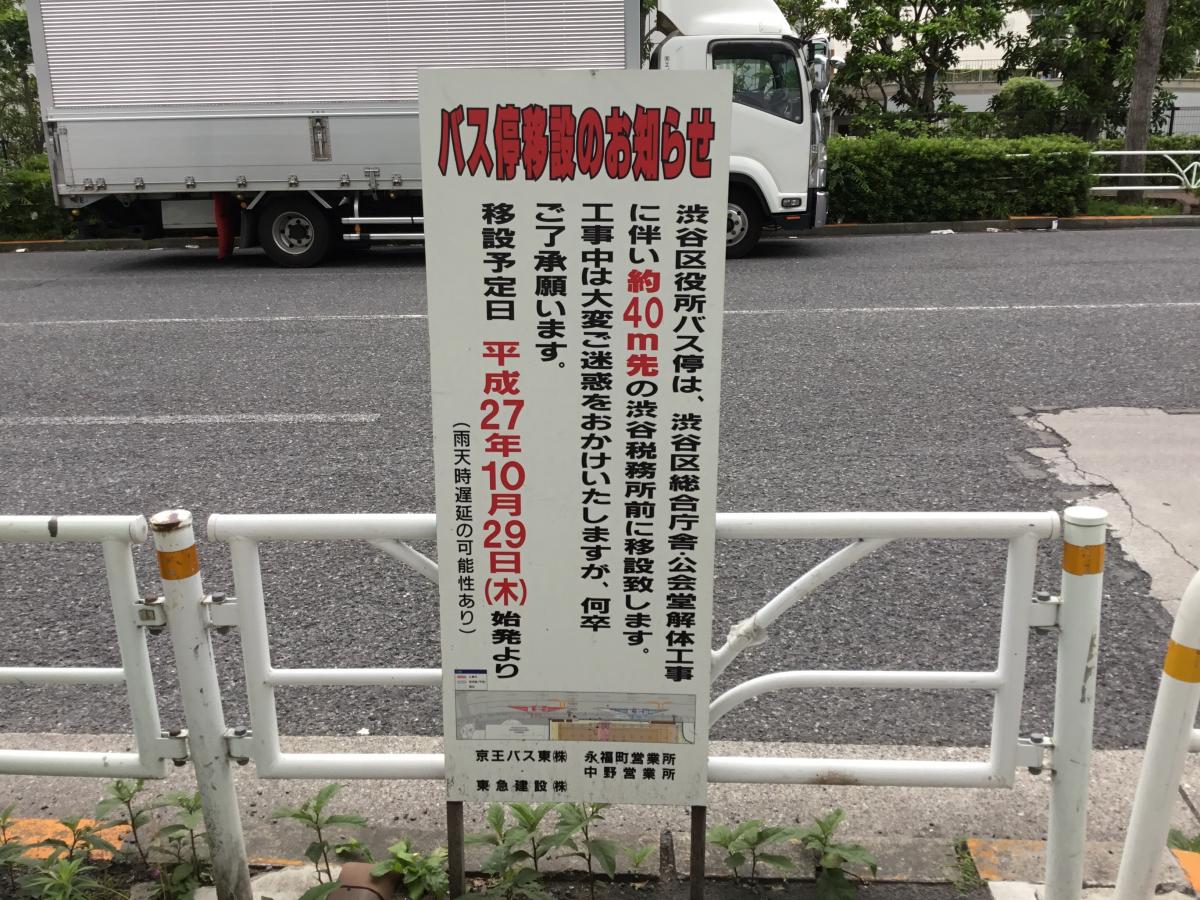 バス停移設のお知らせ
渋谷区役所バス停は、渋谷区総合庁舎・公会堂解体工事
に伴い約40m先の渋谷税務所前に移設致します。
工事中は大変ご迷惑をおかけいたしますが、何卒
ご了承願います。
移設予定日 平成27年10月29日(木)始発より
(雨天時遅延の可能性あり)
京王バス東㈱ 永福町営業所
中野営業所
東急建設㈱